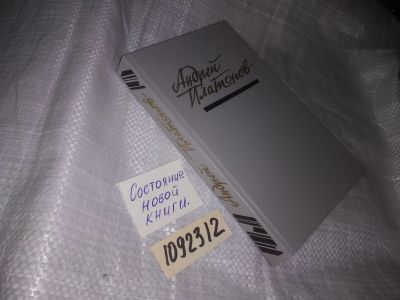 Андрей
Платонов
Андрей Платонов
Состояние
новой
книги.
1092312